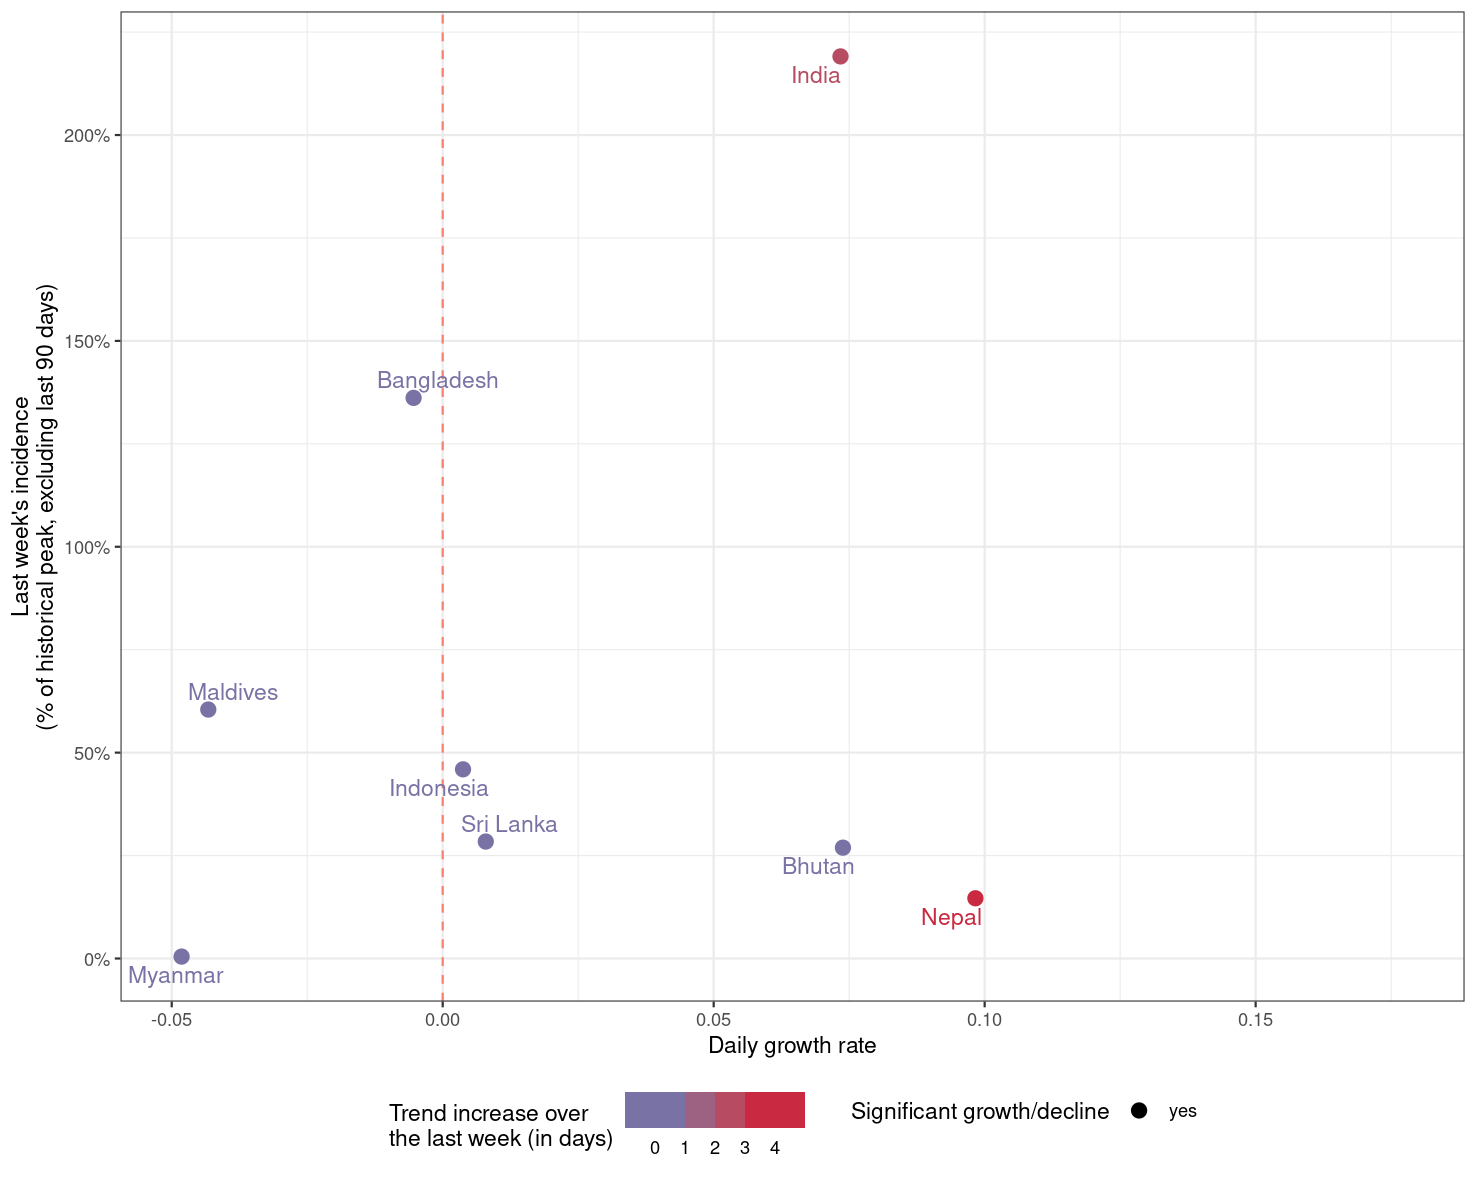 India
200%
150%
Bangladesh
100%
Maldives
50%
Indonesia
Sri Lanka
Bhutan
Nepal
0%
Myanmar
Last week's incidence
(% of historical peak, excluding last 90 days)
-0.05
0.00
0.05
0.10
0.15
Daily growth rate
Trend increase over
the last week (in days)
0 1 2 3 4
Significant growth/decline
yes